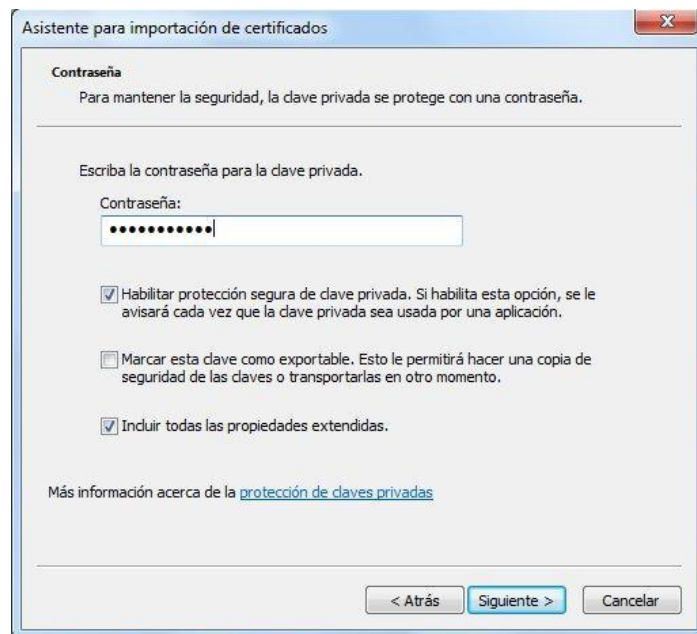 Asistente para importación de certificados
Contraseña
Para mantener la seguridad, la clave privada se protege con una contraseña.
Escriba la contraseña para la clave privada.
Contraseña:
•••••••••••
Habilitar protección segura de clave privada. Si habilita esta opción, se le
avisará cada vez que la clave privada sea usada por una aplicación.
Marcar esta clave como exportable. Esto le permitirá hacer una copia de
seguridad de las claves o transportarlas en otro momento.
Incluir todas las propiedades extendidas.
Más información acerca de la protección de claves privadas
< Atrás Siguiente > Cancelar